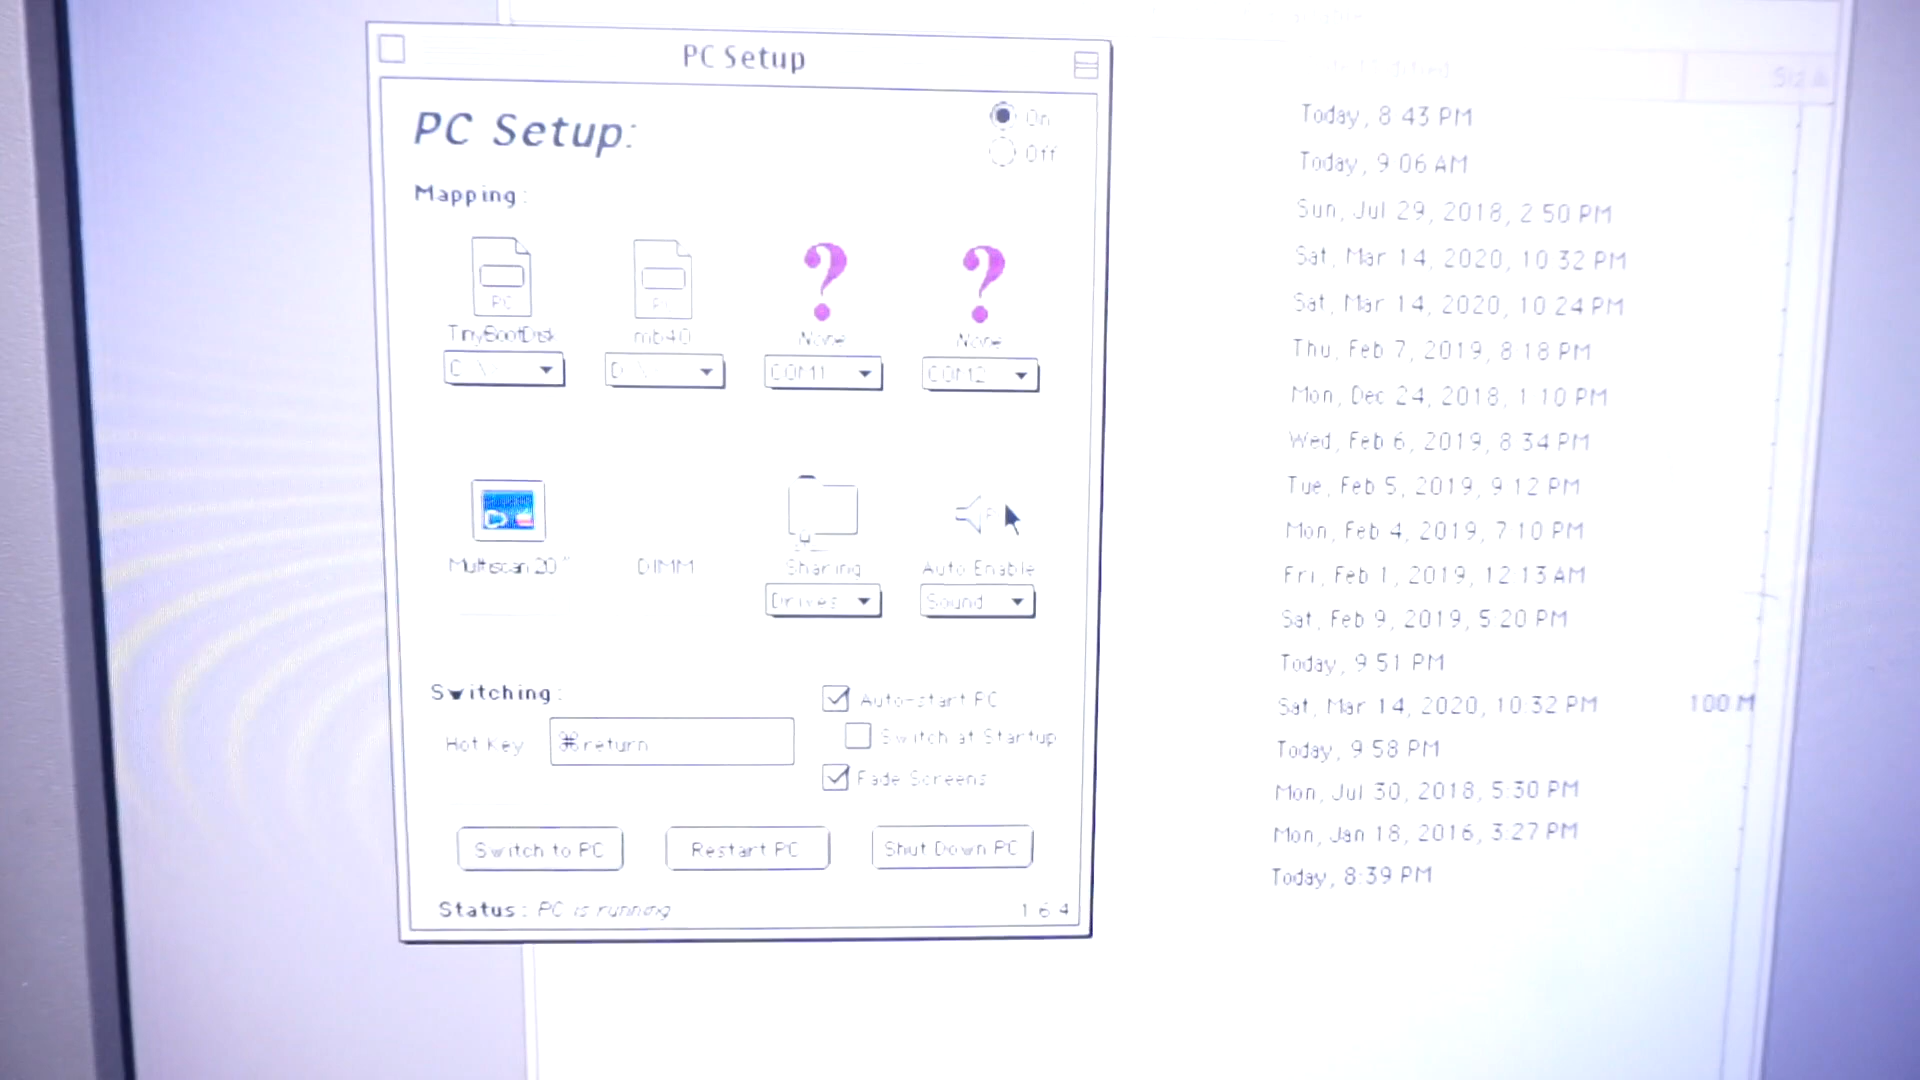 PC Setup
PC Setup:
On
Off
Mapping:
PC
TinyBootDisk
mb40
None
None
C:\
D:\
COM1
COM2
Multiscan 20"
DIMM
Sharing
Auto Enable
Drives
Sound
Switching:
Auto-start PC
Hot Key
⌘return
Switch at Startup
Fade Screens
Switch to PC
Restart PC
Shut Down PC
Status: PC is running
1.6.4
Today, 8:43 PM
Today, 9:06 AM
Sun, Jul 29, 2018, 2:50 PM
Sat, Mar 14, 2020, 10:32 PM
Sat, Mar 14, 2020, 10:24 PM
Thu, Feb 7, 2019, 8:18 PM
Mon, Dec 24, 2018, 1:10 PM
Wed, Feb 6, 2019, 8:34 PM
Tue, Feb 5, 2019, 9:12 PM
Mon, Feb 4, 2019, 7:10 PM
Fri, Feb 1, 2019, 12:13 AM
Sat, Feb 9, 2019, 5:20 PM
Today, 9:51 PM
Sat, Mar 14, 2020, 10:32 PM 100 M
Today, 9:58 PM
Mon, Jul 30, 2018, 5:30 PM
Mon, Jan 18, 2016, 3:27 PM
Today, 8:39 PM